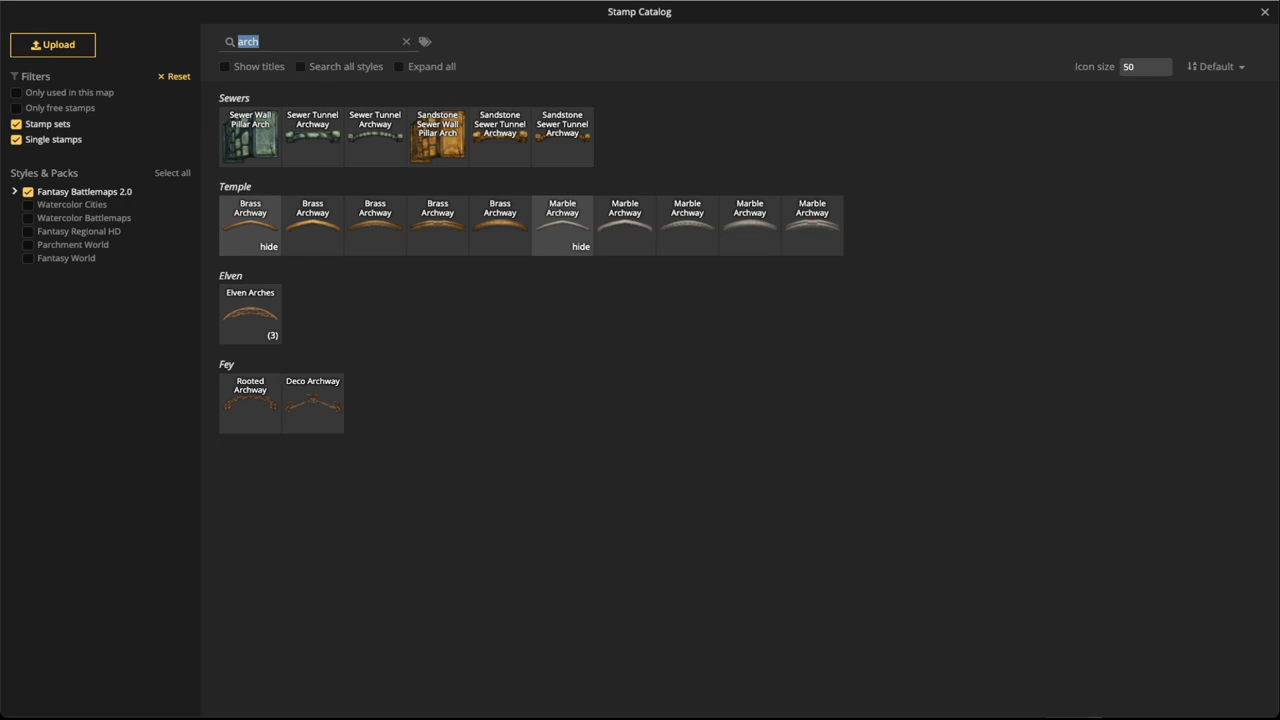 Stamp Catalog
Upload
arch
Show titles
Search all styles
Expand all
Icon size
50
Default
Filters
Reset
Only used in this map
Only free stamps
Stamp sets
Single stamps
Styles & Packs
Select all
Fantasy Battlemaps 2.0
Watercolor Cities
Watercolor Battlemaps
Fantasy Regional HD
Parchment World
Fantasy World
Sewers
Sewer Wall
Pillar Arch
Sewer Tunnel
Archway
Sewer Tunnel
Archway
Sandstone
Sewer Wall
Pillar Arch
Sandstone
Sewer Tunnel
Archway
Sandstone
Sewer Tunnel
Archway
Temple
Brass
Archway
hide
Brass
Archway
Brass
Archway
Brass
Archway
Brass
Archway
Marble
Archway
hide
Marble
Archway
Marble
Archway
Marble
Archway
Marble
Archway
Elven
Elven Arches
(3)
Fey
Rooted
Archway
Deco Archway